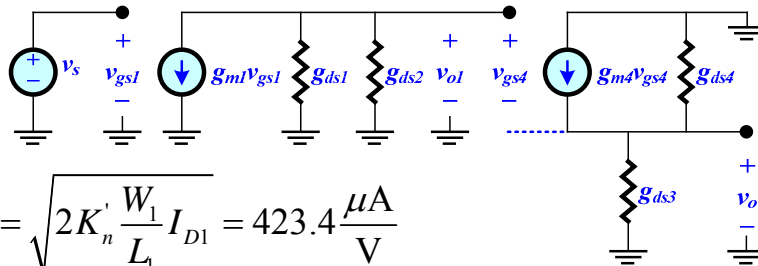 + − v_s
+ v_gs1 −
g_m1v_gs1
g_ds1
g_ds2
+ v_o1 −
+ v_gs4 −
g_m4v_gs4
g_ds4
g_ds3
+ v_o −
= √(2K'_n W_1/L_1 I_D1) = 423.4 μA/V